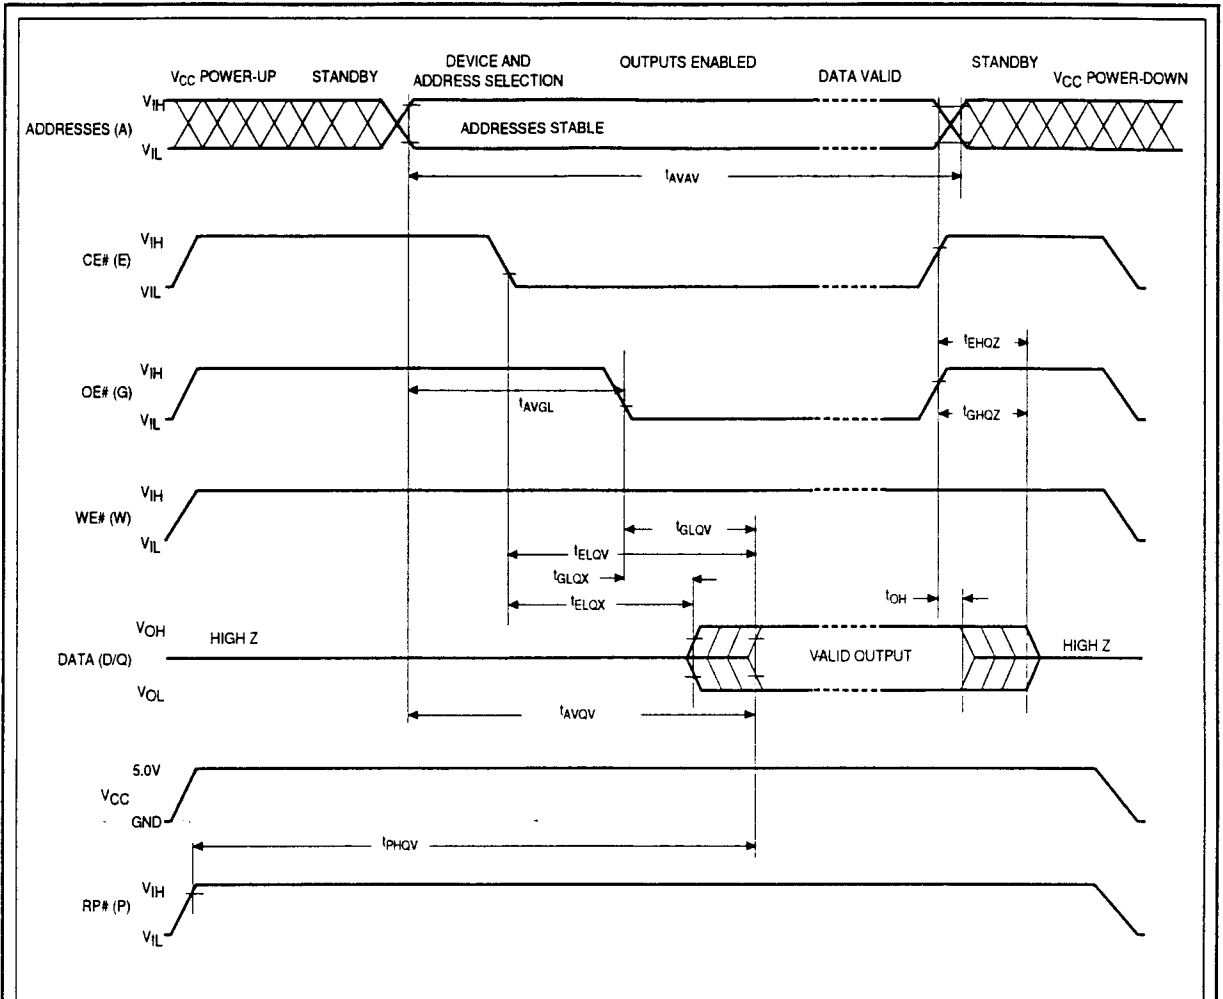 VCC POWER-UP STANDBY DEVICE AND ADDRESS SELECTION OUTPUTS ENABLED DATA VALID STANDBY VCC POWER-DOWN
VIH
ADDRESSES (A)
ADDRESSES STABLE
VIL
tAVAV
VIH
CE# (E)
VIL
tEHQZ
VIH
OE# (G)
tAVGL
tGHQZ
VIL
VIH
WE# (W)
tGLQV
VIL
tELQV
tGLQX
tELQX
tOH
VOH
HIGH Z
DATA (D/Q)
VALID OUTPUT
HIGH Z
VOL
tAVQV
5.0V
VCC
GND
tPHQV
VIH
RP# (P)
VIL